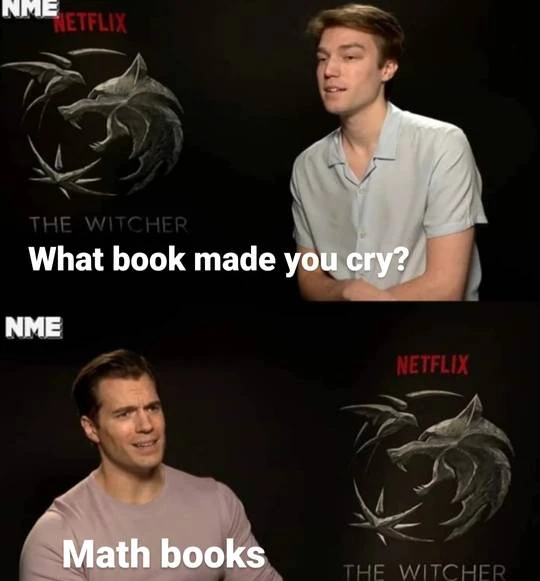 NME
NETFLIX
THE WITCHER
What book made you cry?
NME
NETFLIX
Math books
THE WITCHER